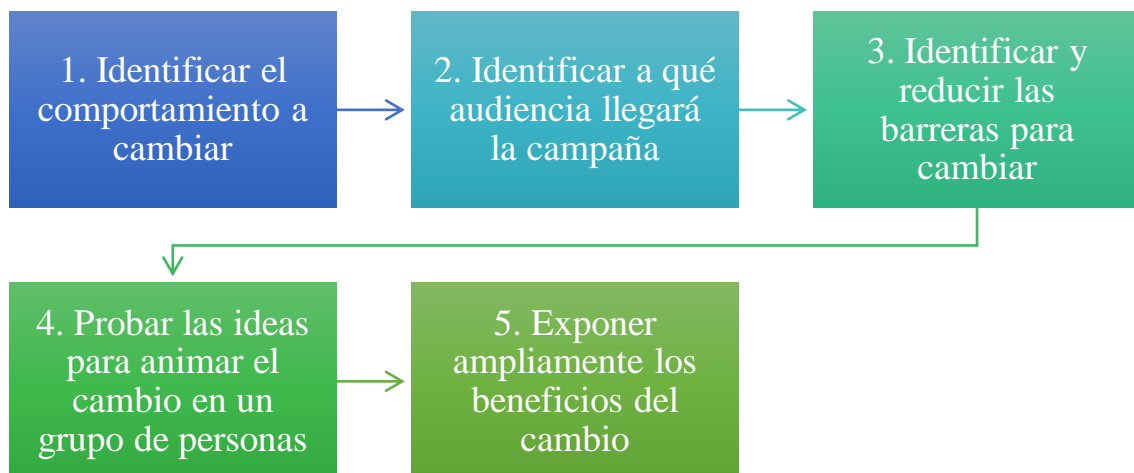 1. Identificar el
comportamiento a
cambiar
2. Identificar a qué
audiencia llegará
la campaña
3. Identificar y
reducir las
barreras para
cambiar
4. Probar las ideas
para animar el
cambio en un
grupo de personas
5. Exponer
ampliamente los
beneficios del
cambio